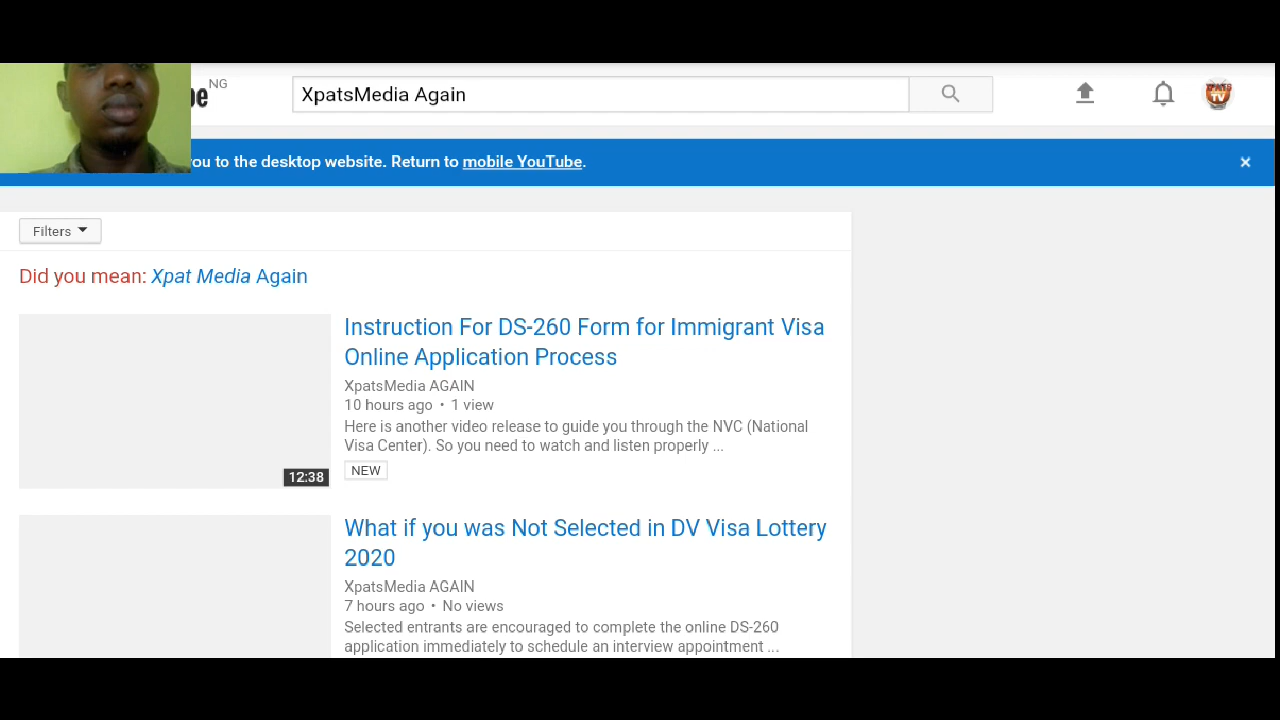 be NG
XpatsMedia Again
you to the desktop website. Return to mobile YouTube.
Filters
Did you mean: Xpat Media Again
Instruction For DS-260 Form for Immigrant Visa
Online Application Process
XpatsMedia AGAIN
10 hours ago • 1 view
Here is another video release to guide you through the NVC (National
Visa Center). So you need to watch and listen properly ...
NEW
12:38
What if you was Not Selected in DV Visa Lottery
2020
XpatsMedia AGAIN
7 hours ago • No views
Selected entrants are encouraged to complete the online DS-260
application immediately to schedule an interview appointment ...